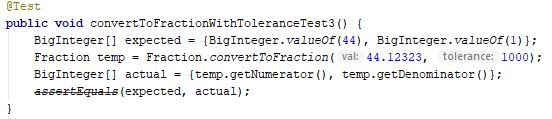 @Test
public void convertToFractionWithToleranceTest3() {
    BigInteger[] expected = {BigInteger.valueOf(44), BigInteger.valueOf(1)};
    Fraction temp = Fraction.convertToFraction( val: 44.12323, tolerance: 1000);
    BigInteger[] actual = {temp.getNumerator(), temp.getDenominator()};
    assertEquals(expected, actual);
}